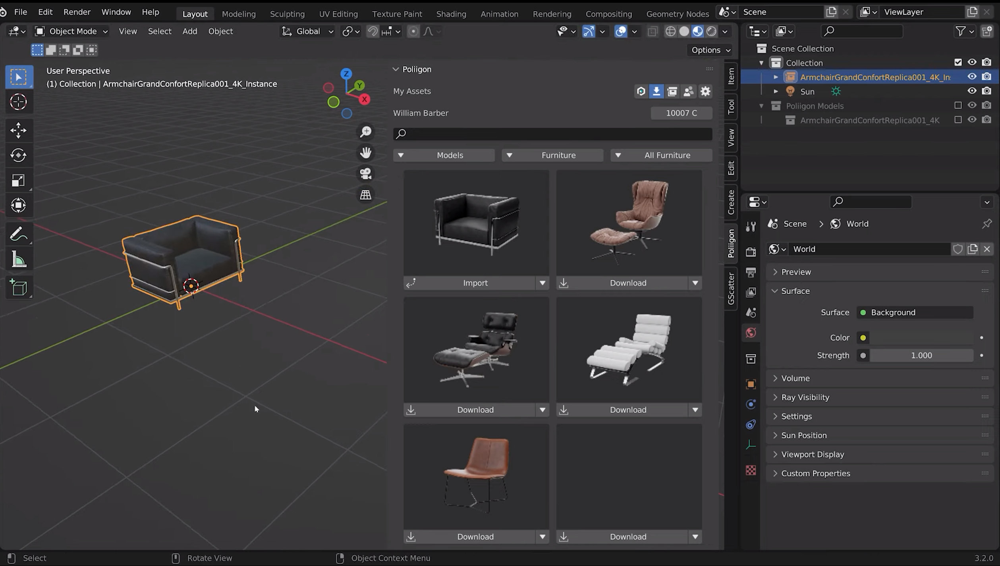 File Edit Render Window Help Layout Modeling Sculpting UV Editing Texture Paint Shading Animation Rendering Compositing Geometry Nodes Scene ViewLayer
Object Mode View Select Add Object Global
Options
User Perspective
(1) Collection | ArmchairGrandConfortReplica001_4K_Instance
Z
Y
X
Poliigon
My Assets
William Barber 10007 C
Models Furniture All Furniture
Import Download
Download Download
Download Download
Item
Tool
View
Edit
Create
Poliigon
GScatter
Scene Collection
Collection
ArmchairGrandConfortReplica001_4K_In
Sun
Poliigon Models
ArmchairGrandConfortReplica001_4K
Scene > World
World
Preview
Surface
Surface Background
Color
Strength 1.000
Volume
Ray Visibility
Settings
Sun Position
Viewport Display
Custom Properties
Select Rotate View Object Context Menu 3.2.0